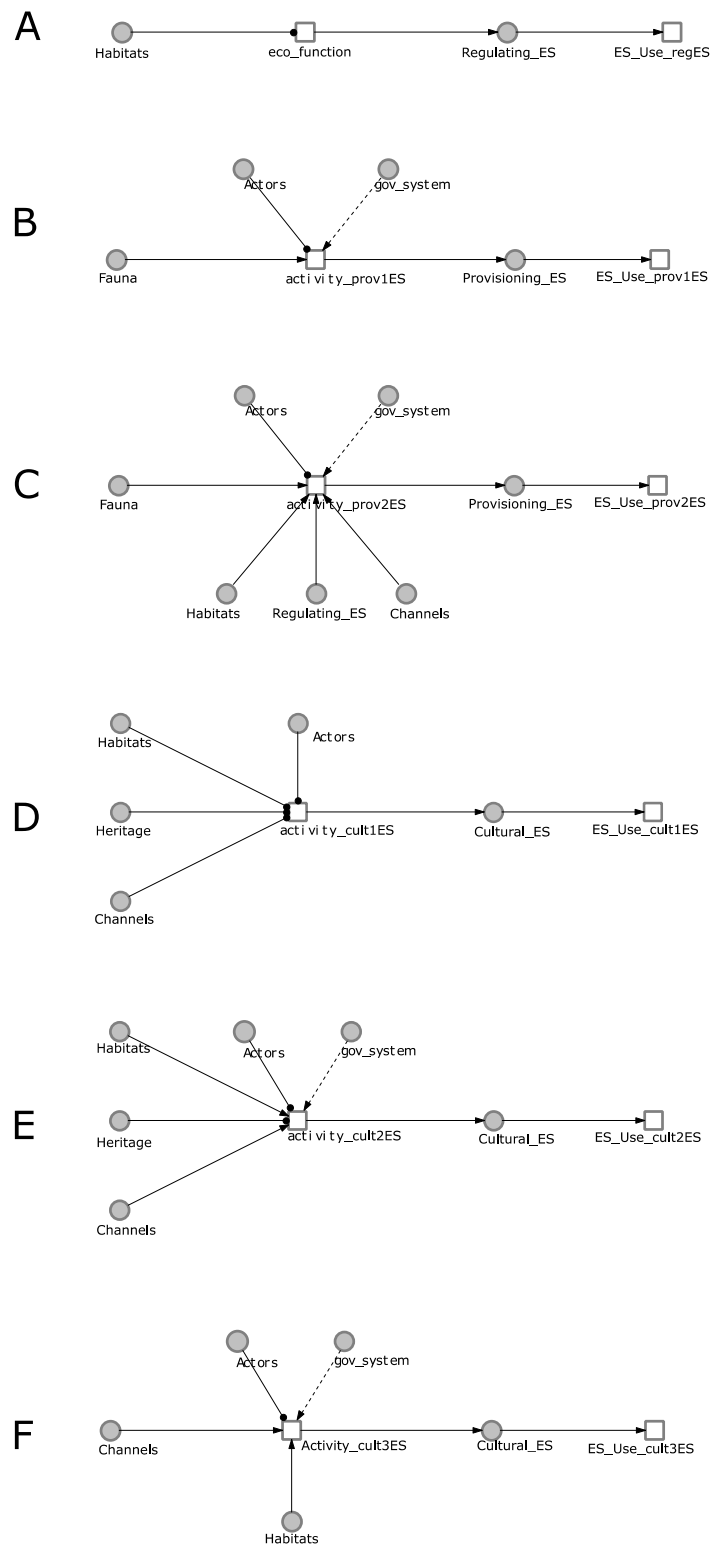 A
Habitats
eco_function
Regulating_ES
ES_Use_regES
B
Actors
gov_system
Fauna
activity_prov1ES
Provisioning_ES
ES_Use_prov1ES
C
Actors
gov_system
Fauna
activity_prov2ES
Provisioning_ES
ES_Use_prov2ES
Habitats
Regulating_ES
Channels
D
Habitats
Actors
Heritage
activity_cult1ES
Cultural_ES
ES_Use_cult1ES
Channels
E
Habitats
Actors
gov_system
Heritage
activity_cult2ES
Cultural_ES
ES_Use_cult2ES
Channels
F
Actors
gov_system
Channels
Activity_cult3ES
Cultural_ES
ES_Use_cult3ES
Habitats